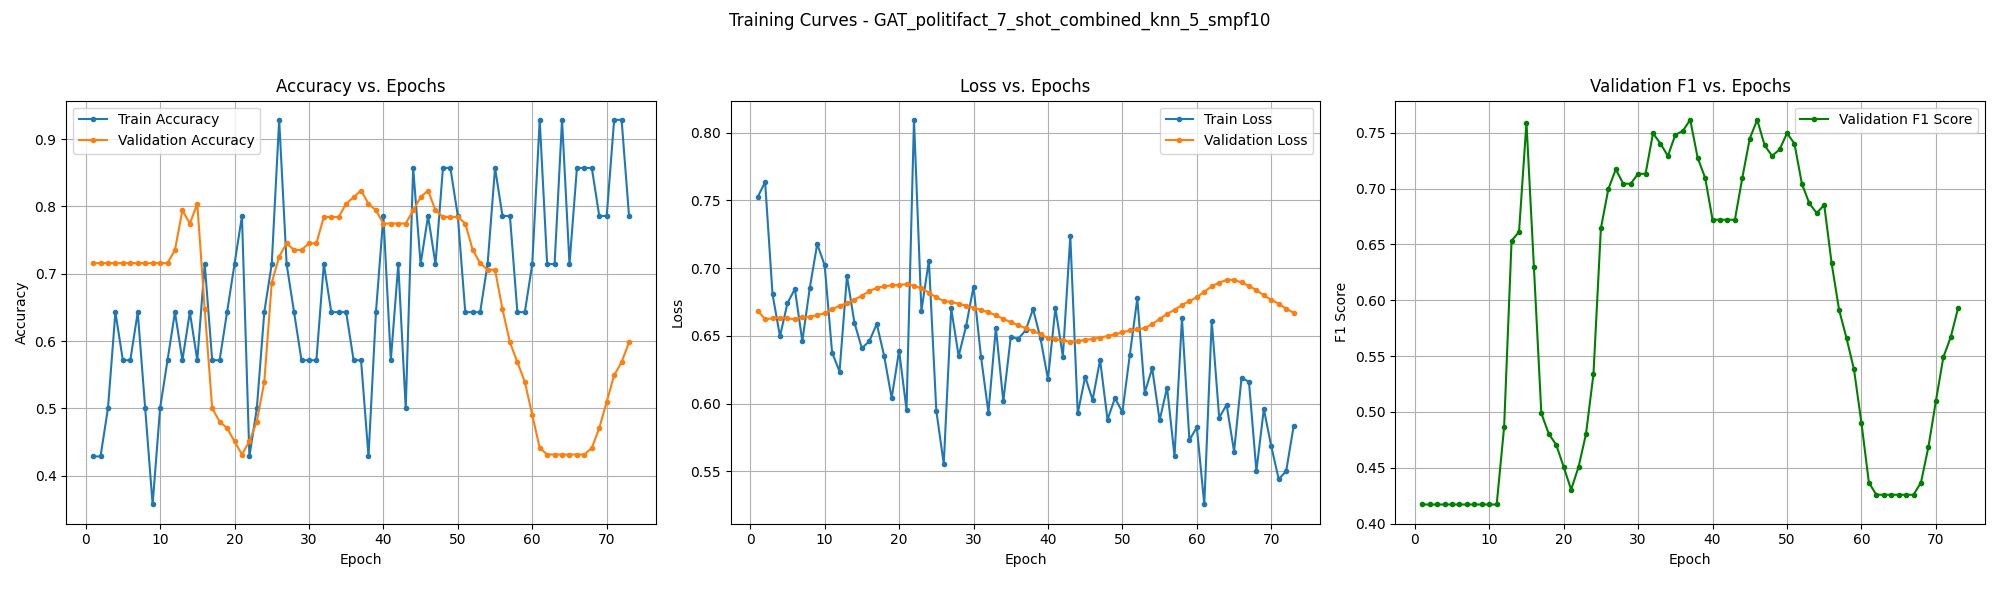 Training Curves - GAT_politifact_7_shot_combined_knn_5_smpf10
Accuracy vs. Epochs
Train Accuracy
Validation Accuracy
Accuracy
0.9
0.8
0.7
0.6
0.5
0.4
0 10 20 30 40 50 60 70
Epoch
Loss vs. Epochs
Train Loss
Validation Loss
Loss
0.80
0.75
0.70
0.65
0.60
0.55
0 10 20 30 40 50 60 70
Epoch
Validation F1 vs. Epochs
Validation F1 Score
F1 Score
0.75
0.70
0.65
0.60
0.55
0.50
0.45
0.40
0 10 20 30 40 50 60 70
Epoch